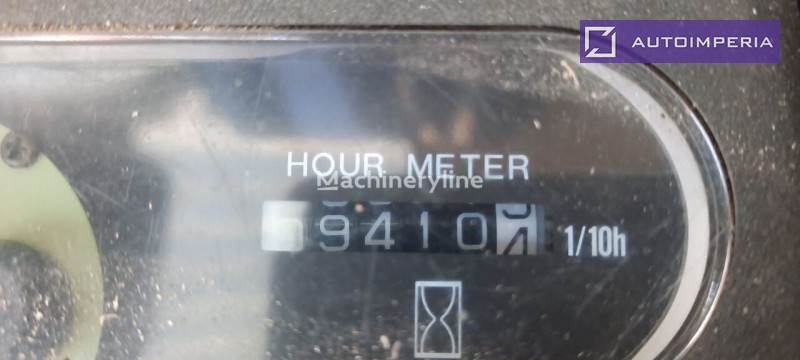 AUTOIMPERIA
HOUR METER
Machineryline
9410
1/10h